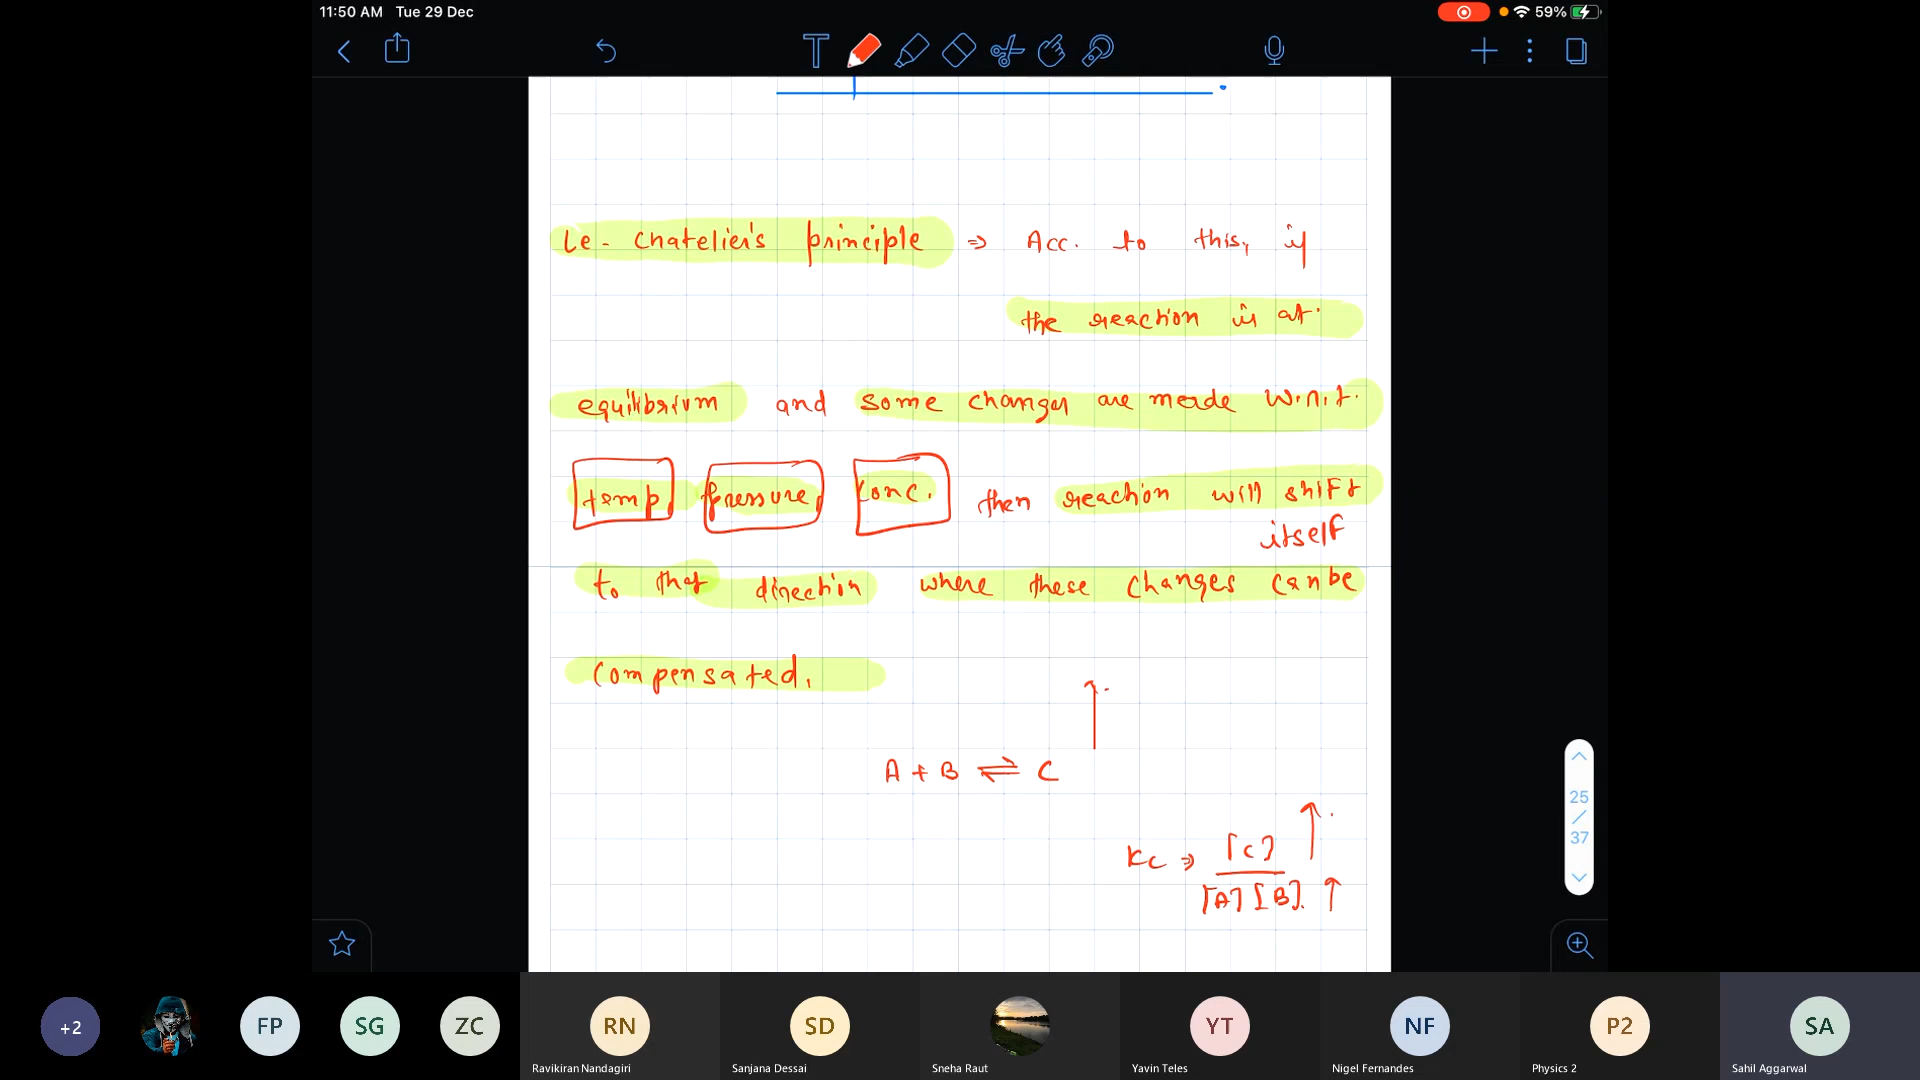 11:50 AM Tue 29 Dec
59%
Le - Chatelier's principle ⇒ Acc. to this, if
the reaction is at
equilibrium and some changes are made w.r.t.
temp, pressure, conc. then reaction will shift
itself
to that direction where these changes can be
compensated.
A + B ⇌ C
Kc ⇒ [C] ↑
[A] [B]. ↑
25
/
37
+2
FP
SG
ZC
RN
SD
YT
NF
P2
SA
Ravikiran Nandagiri
Sanjana Dessai
Sneha Raut
Yavin Teles
Nigel Fernandes
Physics 2
Sahil Aggarwal